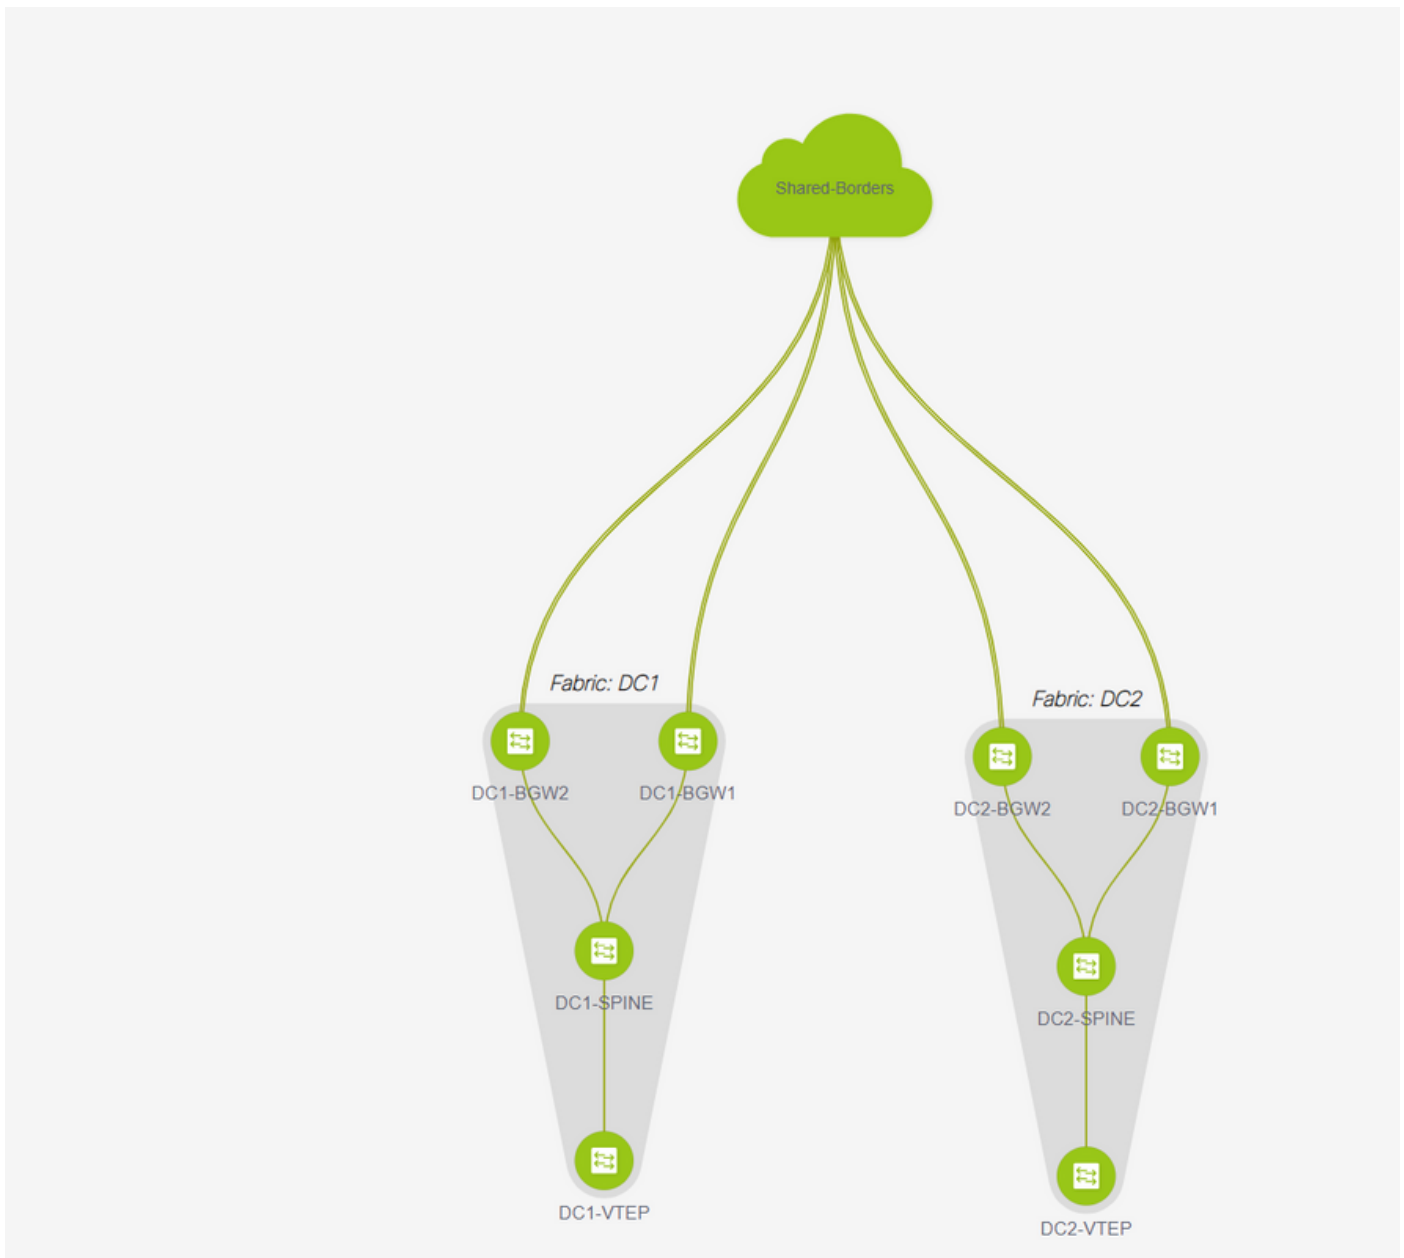 Shared-Borders
Fabric: DC1
Fabric: DC2
DC1-BGW2
DC1-BGW1
DC2-BGW2
DC2-BGW1
DC1-SPINE
DC2-SPINE
DC1-VTEP
DC2-VTEP